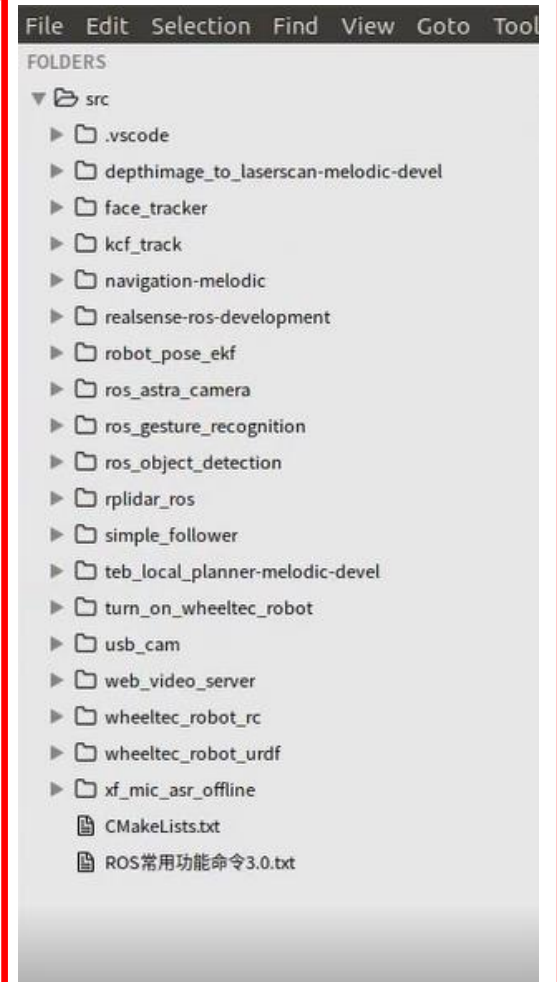 File Edit Selection Find View Goto Tool
FOLDERS
src
.vscode
depthimage_to_laserscan-melodic-devel
face_tracker
kcf_track
navigation-melodic
realsense-ros-development
robot_pose_ekf
ros_astra_camera
ros_gesture_recognition
ros_object_detection
rplidar_ros
simple_follower
teb_local_planner-melodic-devel
turn_on_wheeltec_robot
usb_cam
web_video_server
wheeltec_robot_rc
wheeltec_robot_urdf
xf_mic_asr_offline
CMakeLists.txt
ROS常用功能命令3.0.txt